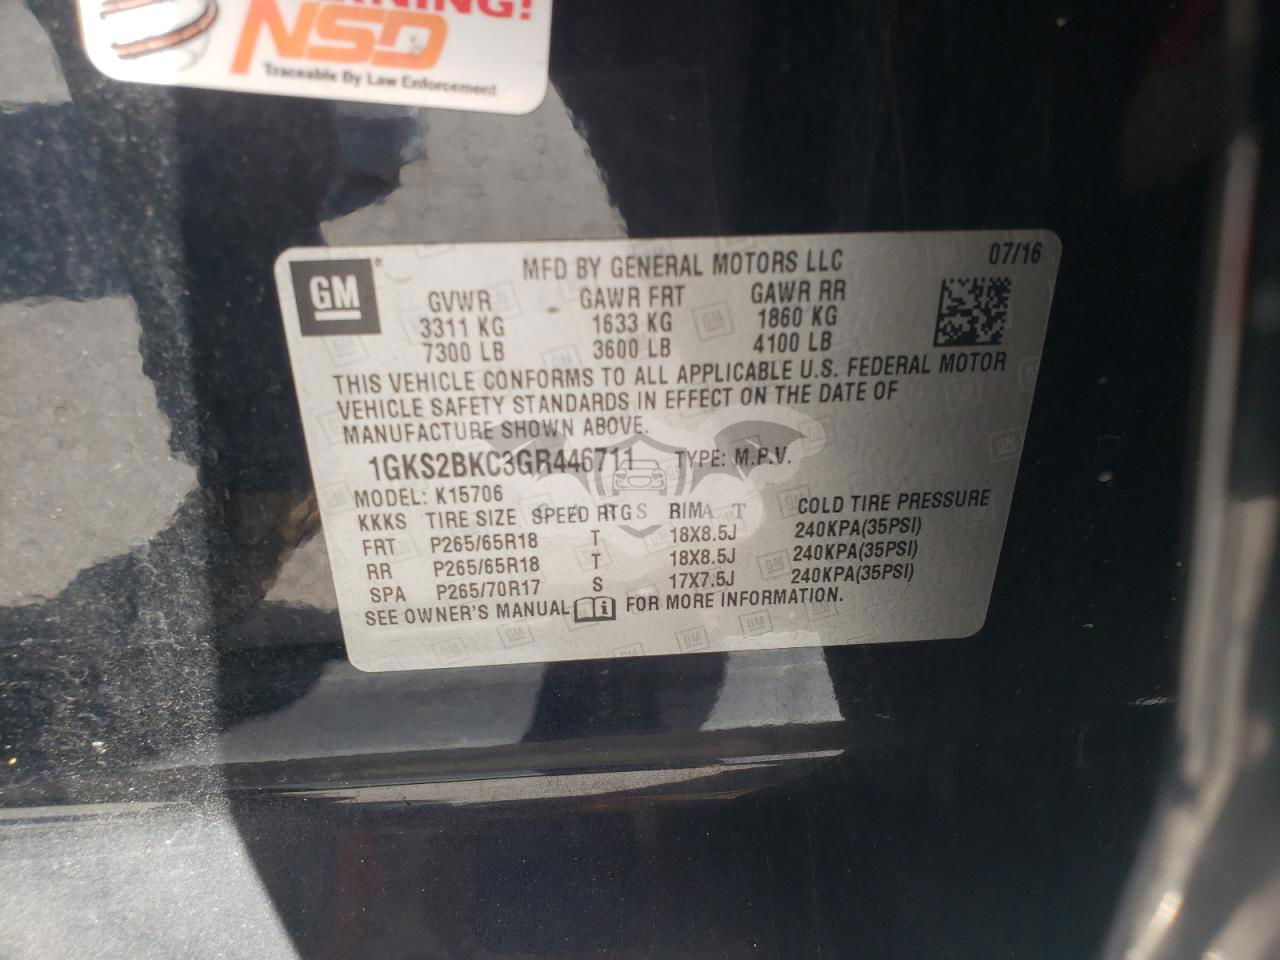 NING!
NSD
Traceable By Law Enforcement
GM®
MFD BY GENERAL MOTORS LLC 07/16
GVWR GAWR FRT GAWR RR
3311 KG 1633 KG 1860 KG
7300 LB 3600 LB 4100 LB
THIS VEHICLE CONFORMS TO ALL APPLICABLE U.S. FEDERAL MOTOR
VEHICLE SAFETY STANDARDS IN EFFECT ON THE DATE OF
MANUFACTURE SHOWN ABOVE.
1GKS2BKC3GR446711 TYPE: M.P.V.
MODEL: K15706
KKKS TIRE SIZE SPEED RTGS RIMA T COLD TIRE PRESSURE
FRT P265/65R18 T 18X8.5J 240KPA(35PSI)
RR P265/65R18 T 18X8.5J 240KPA(35PSI)
SPA P265/70R17 S 17X7.5J 240KPA(35PSI)
SEE OWNER'S MANUAL FOR MORE INFORMATION.